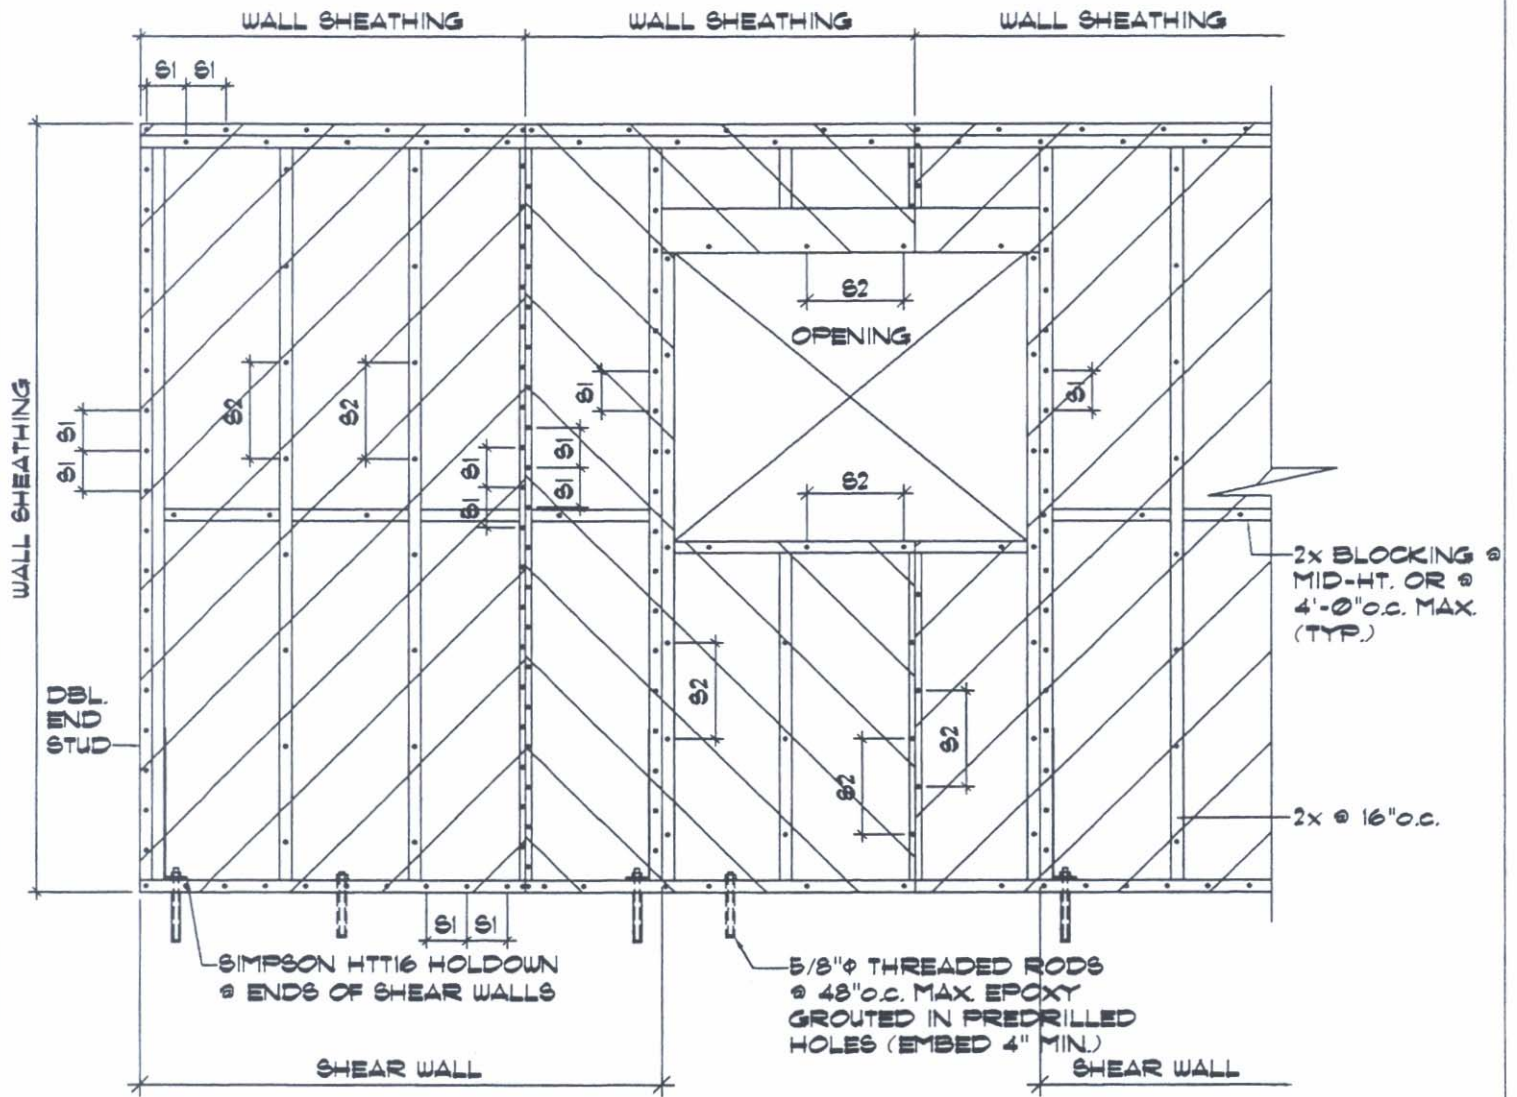 WALL SHEATHING
WALL SHEATHING
WALL SHEATHING
S1
S1
WALL SHEATHING
S2
OPENING
S1
S1
S2
S2
S1
S1
S1
S1
S1
S1
S1
S2
2x BLOCKING @
MID-HT. OR @
4'-0"o.c. MAX.
(TYP.)
DBL.
END
STUD
S2
S2
S2
2x @ 16"o.c.
S1
S1
SIMPSON HTT16 HOLDOWN
@ ENDS OF SHEAR WALLS
5/8"Φ THREADED RODS
@ 48"o.c. MAX. EPOXY
GROUTED IN PREDRILLED
HOLES (EMBED 4" MIN.)
SHEAR WALL
SHEAR WALL